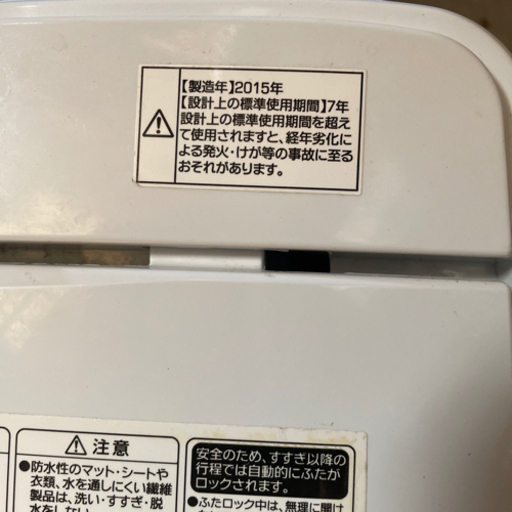 【製造年】2015年
【設計上の標準使用期間】7年
設計上の標準使用期間を超え
て使用されますと、経年劣化に
よる発火・けが等の事故に至る
おそれがあります。
注意
●防水性のマット・シートや
衣類、水を通しにくい繊維
製品は、洗い・すすぎ・脱
水をしない。
安全のため、すすぎ以降の
行程では自動的にふたが
ロックされます。
●ふたロック中は、無理に開け